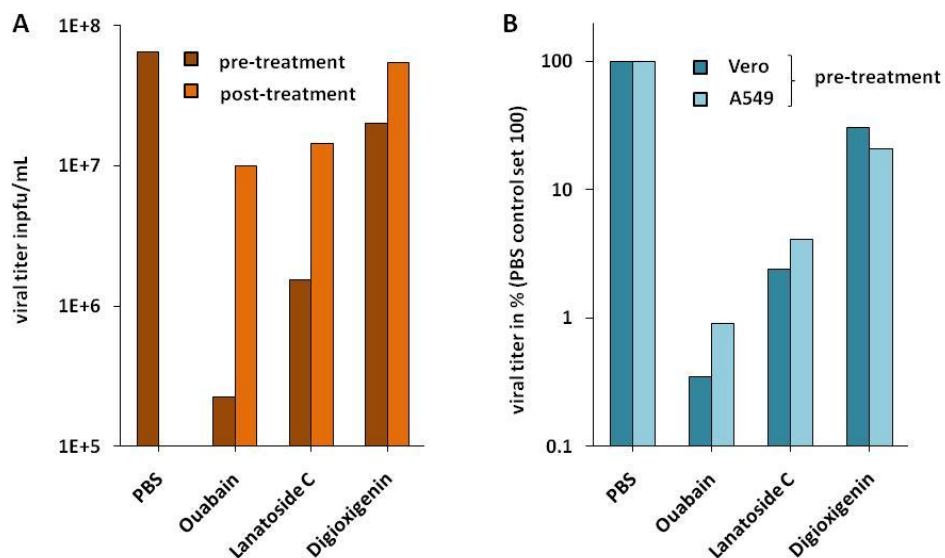 A
1E+8
1E+7
1E+6
1E+5
viral titer inpfu/mL
pre-treatment
post-treatment
PBS
Ouabain
Lanatoside C
Digioxigenin
B
100
10
1
0.1
viral titer in % (PBS control set 100)
Vero
A549
pre-treatment
PBS
Ouabain
Lanatoside C
Digioxigenin